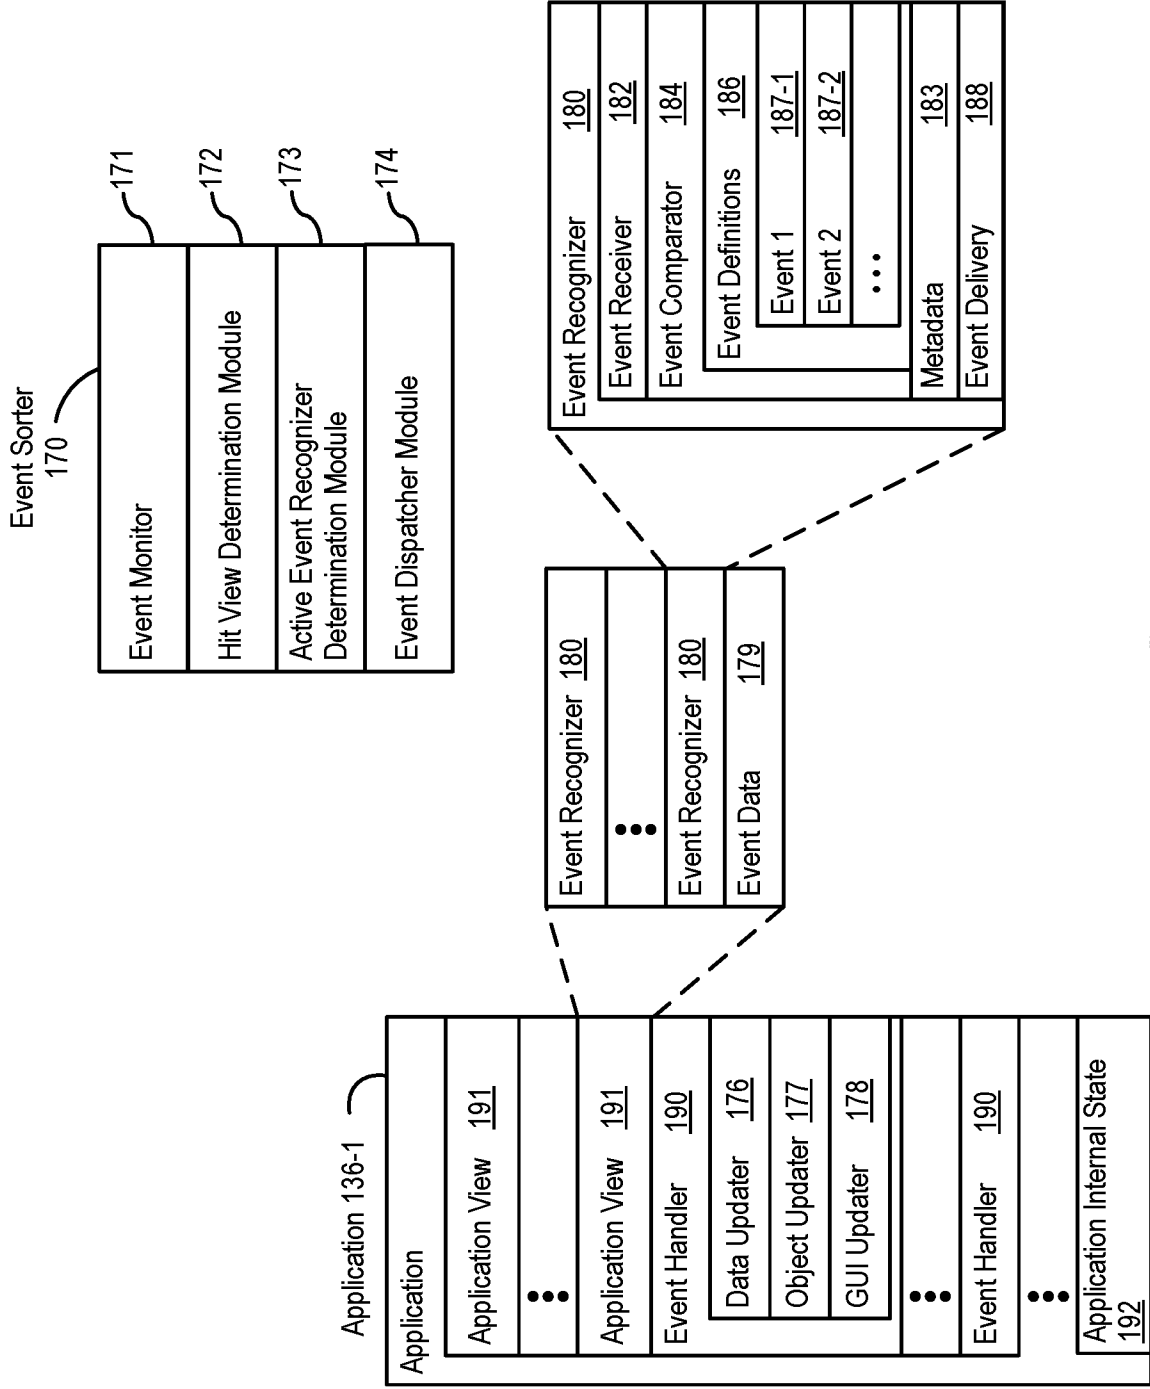 Event Sorter
170
Event Monitor
171
Hit View Determination Module
172
Active Event Recognizer
Determination Module
173
Event Dispatcher Module
174
Application 136-1
Application
Application View 191
•••
Application View 191
Event Handler 190
Data Updater 176
Object Updater 177
GUI Updater 178
•••
Event Handler 190
•••
Application Internal State
192
Event Recognizer 180
•••
Event Recognizer 180
Event Data 179
Event Recognizer 180
Event Receiver 182
Event Comparator 184
Event Definitions 186
Event 1 187-1
Event 2 187-2
•••
Metadata 183
Event Delivery 188